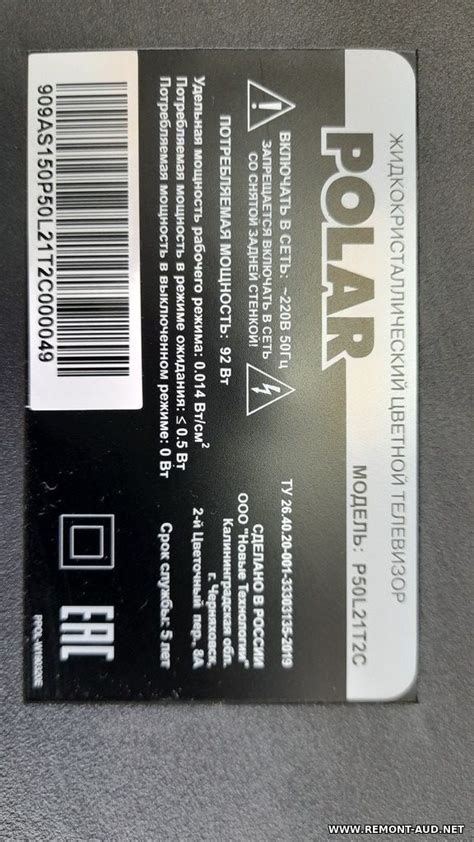 ЖИДКОКРИСТАЛЛИЧЕСКИЙ ЦВЕТНОЙ ТЕЛЕВИЗОР
POLAR
МОДЕЛЬ: P50L21T2C
ВКЛЮЧАТЬ В СЕТЬ: ~220В 50Гц
ЗАПРЕЩАЕТСЯ ВКЛЮЧАТЬ В СЕТЬ
СО СНЯТОЙ ЗАДНЕЙ СТЕНКОЙ!
ПОТРЕБЛЯЕМАЯ МОЩНОСТЬ: 92 Вт
Удельная мощность рабочего режима: 0.014 Вт/см²
Потребляемая мощность в режиме ожидания: ≤ 0.5 Вт
Потребляемая мощность в выключенном режиме: 0 Вт
ТУ 26.40.20-001-33303135-2019
СДЕЛАНО В РОССИИ
ООО "Новые Технологии"
Калининградская обл.
г. Черняховск,
2-й Цветочный пер., 8А
Срок службы: 5 лет
909AS150P50L21T2C000049
EAC
WWW.REMONT-AUD.NET